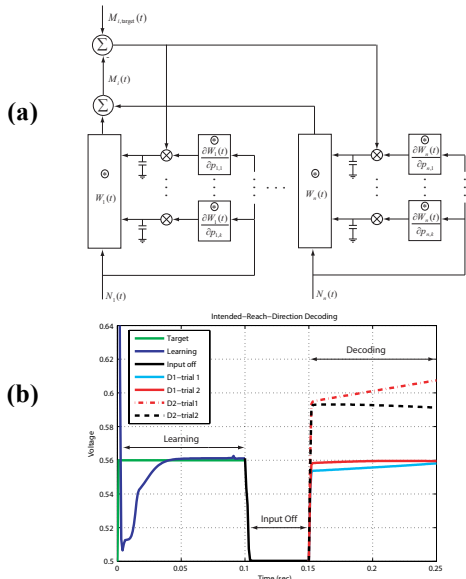 M_{i,target}(t)
Σ
-
M_i(t)
Σ
(a)
W_1(t)
∂W_1(t)
∂p_{1,1}
∂W_1(t)
∂p_{1,k}
W_n(t)
∂W_n(t)
∂p_{n,1}
∂W_n(t)
∂p_{n,k}
N_1(t)
N_n(t)
(b)
Intended−Reach−Direction Decoding
Target
Learning
Input off
D1−trial 1
D1−trial 2
D2−trial1
D2−trial2
Decoding
Learning
Input Off
Voltage
0.64
0.62
0.6
0.58
0.56
0.54
0.52
0.5
0
0.05
0.1
0.15
0.2
0.25
Time (sec)